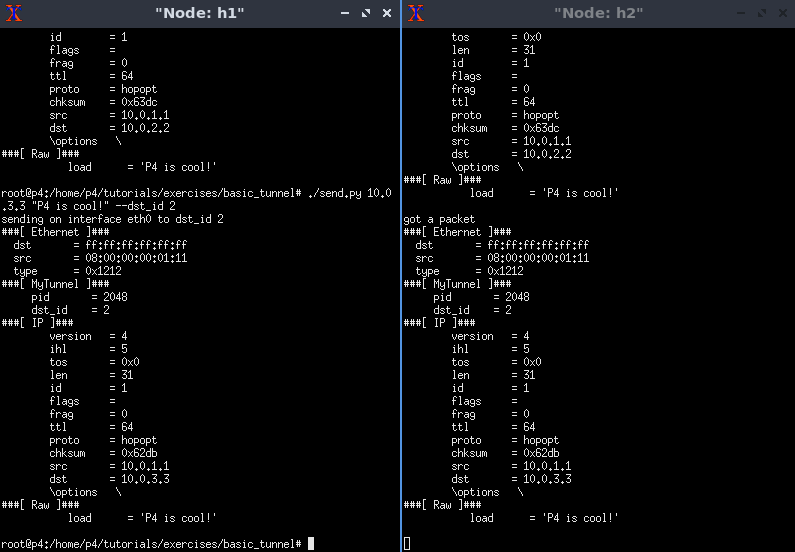 "Node: h1"
id = 1
flags =
frag = 0
ttl = 64
proto = hopopt
chksum = 0x63dc
src = 10.0.1.1
dst = 10.0.2.2
\options \
###[ Raw ]###
load = 'P4 is cool!'
root@p4:/home/p4/tutorials/exercises/basic_tunnel# ./send.py 10.0
.3.3 "P4 is cool!" --dst_id 2
sending on interface eth0 to dst_id 2
###[ Ethernet ]###
dst = ff:ff:ff:ff:ff:ff
src = 08:00:00:00:01:11
type = 0x1212
###[ MyTunnel ]###
pid = 2048
dst_id = 2
###[ IP ]###
version = 4
ihl = 5
tos = 0x0
len = 31
id = 1
flags =
frag = 0
ttl = 64
proto = hopopt
chksum = 0x62db
src = 10.0.1.1
dst = 10.0.3.3
\options \
###[ Raw ]###
load = 'P4 is cool!'
root@p4:/home/p4/tutorials/exercises/basic_tunnel#
"Node: h2"
tos = 0x0
len = 31
id = 1
flags =
frag = 0
ttl = 64
proto = hopopt
chksum = 0x63dc
src = 10.0.1.1
dst = 10.0.2.2
\options \
###[ Raw ]###
load = 'P4 is cool!'
got a packet
###[ Ethernet ]###
dst = ff:ff:ff:ff:ff:ff
src = 08:00:00:00:01:11
type = 0x1212
###[ MyTunnel ]###
pid = 2048
dst_id = 2
###[ IP ]###
version = 4
ihl = 5
tos = 0x0
len = 31
id = 1
flags =
frag = 0
ttl = 64
proto = hopopt
chksum = 0x62db
src = 10.0.1.1
dst = 10.0.3.3
\options \
###[ Raw ]###
load = 'P4 is cool!'